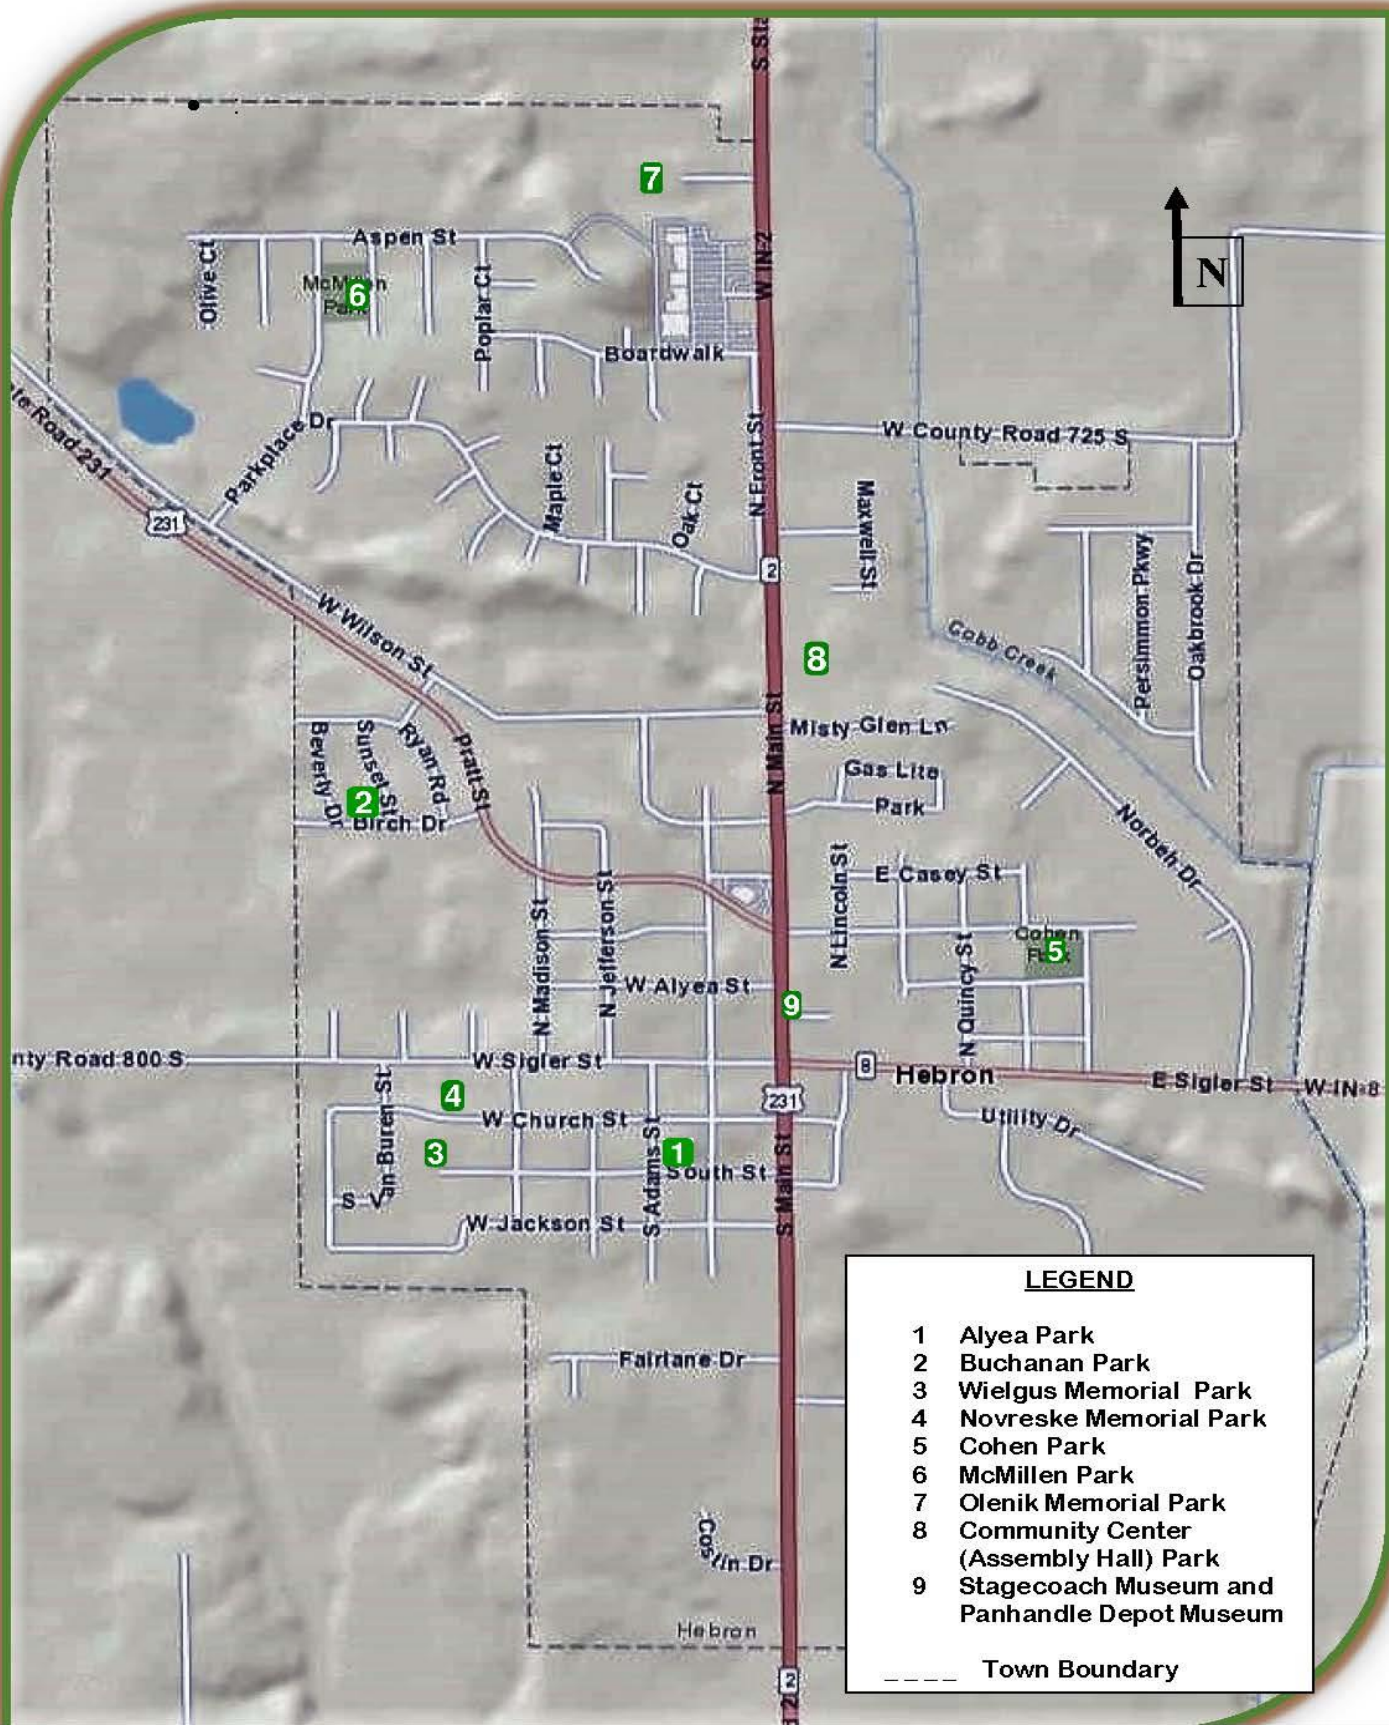 S Sta
7
Aspen St
Olive Ct
McMillen
Park
6
Poplar Ct
W IN-2
N
Boardwalk
ate Road 231
Parkplace Dr
N Front St
W County Road 725 S
231
Maple Ct
Oak Ct
Maxwell St
2
Persimmon Pkwy
Oakbrook Dr
W Wilson St
Cobb Creek
8
Beverly Dr
Sunset St
Ryan Rd
Pratt St
N Main St
Misty Glen Ln
Gas Lite
Park
2
Birch Dr
Norbeh Dr
N Lincoln St
E Casey St
N Madison St
N Jefferson St
Cohen
Park
5
W Alyea St
N Quincy St
9
nty Road 800 S
W Sigler St
8
Hebron
E Sigler St
W IN-8
4
231
W Church St
Utility Dr
S Van Buren St
3
S Adams St
1
South St
S Main St
W Jackson St
Fairlane Dr
Costin Dr
Hebron
2
LEGEND
1 Alyea Park
2 Buchanan Park
3 Wielgus Memorial Park
4 Novreske Memorial Park
5 Cohen Park
6 McMillen Park
7 Olenik Memorial Park
8 Community Center
(Assembly Hall) Park
9 Stagecoach Museum and
Panhandle Depot Museum
Town Boundary